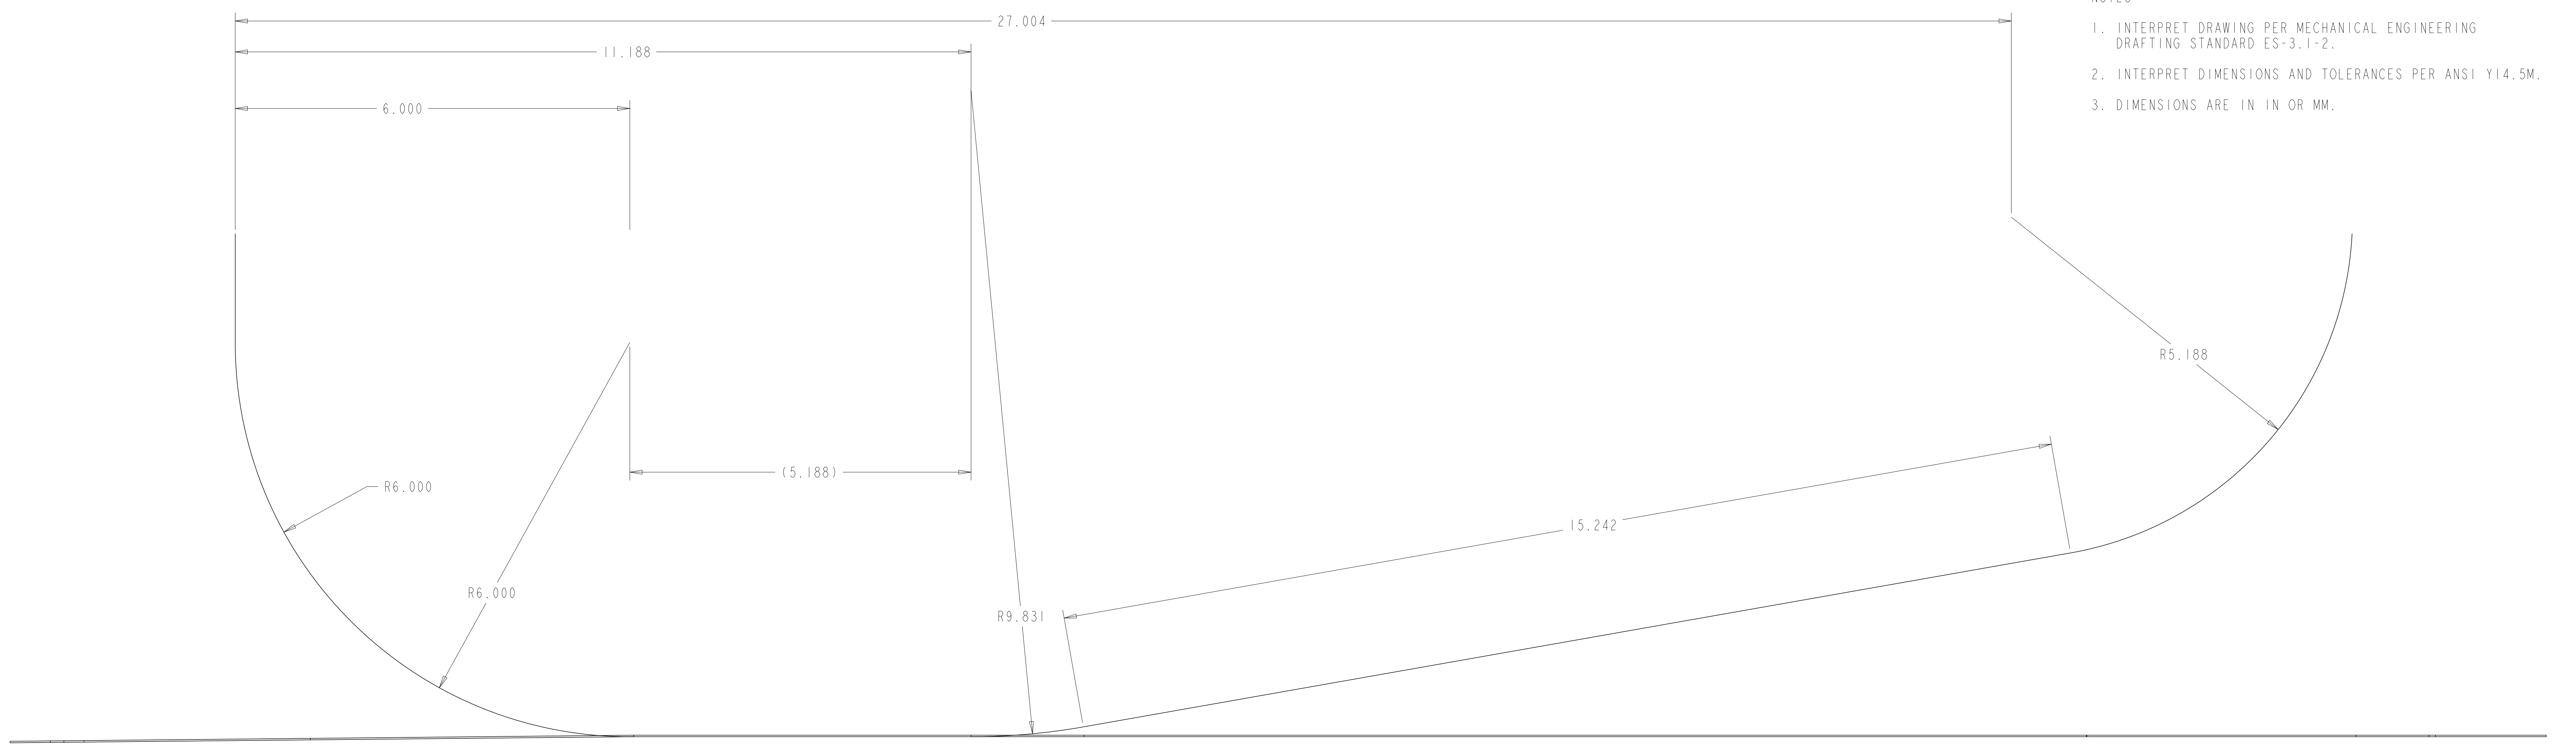 27.004
NOTES
11.188
1. INTERPRET DRAWING PER MECHANICAL ENGINEERING
DRAFTING STANDARD ES-3.1-2.
2. INTERPRET DIMENSIONS AND TOLERANCES PER ANSI Y14.5M.
3. DIMENSIONS ARE IN IN OR MM.
6.000
R5.188
(5.188)
R6.000
15.242
R6.000
R9.831